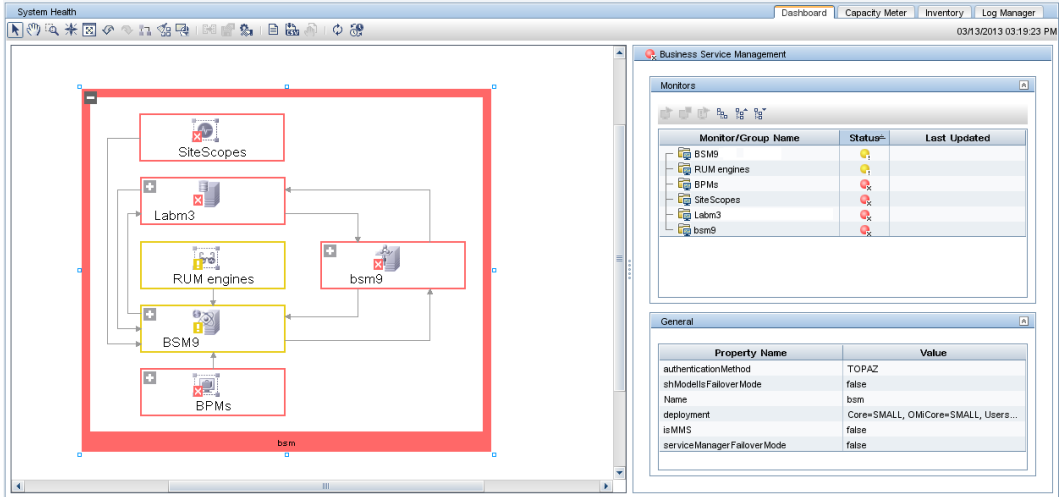 System Health
Dashboard Capacity Meter Inventory Log Manager
03/13/2013 03:19:23 PM
SiteScopes
Labm3
RUM engines
bsm9
BSM9
BPMs
bsm
Business Service Management
Monitors
Monitor/Group Name Status Last Updated
BSM9
RUM engines
BPMs
SiteScopes
Labm3
bsm9
General
Property Name Value
authenticationMethod TOPAZ
shModelIsFailoverMode false
Name bsm
deployment Core=SMALL, OMiCore=SMALL, Users...
isMMS false
serviceManagerFailoverMode false